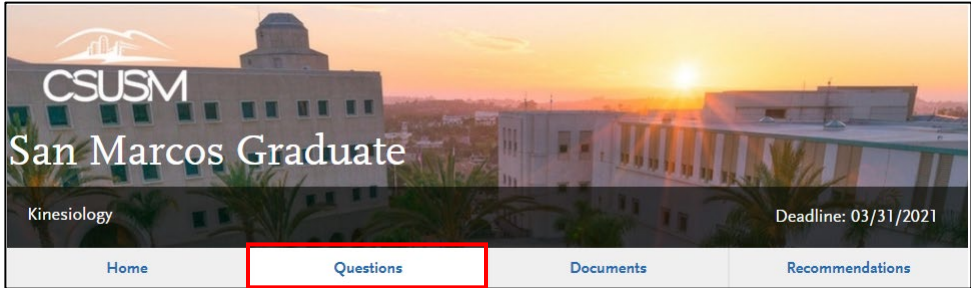 CSUSM
San Marcos Graduate
Kinesiology
Deadline: 03/31/2021
Home
Questions
Documents
Recommendations